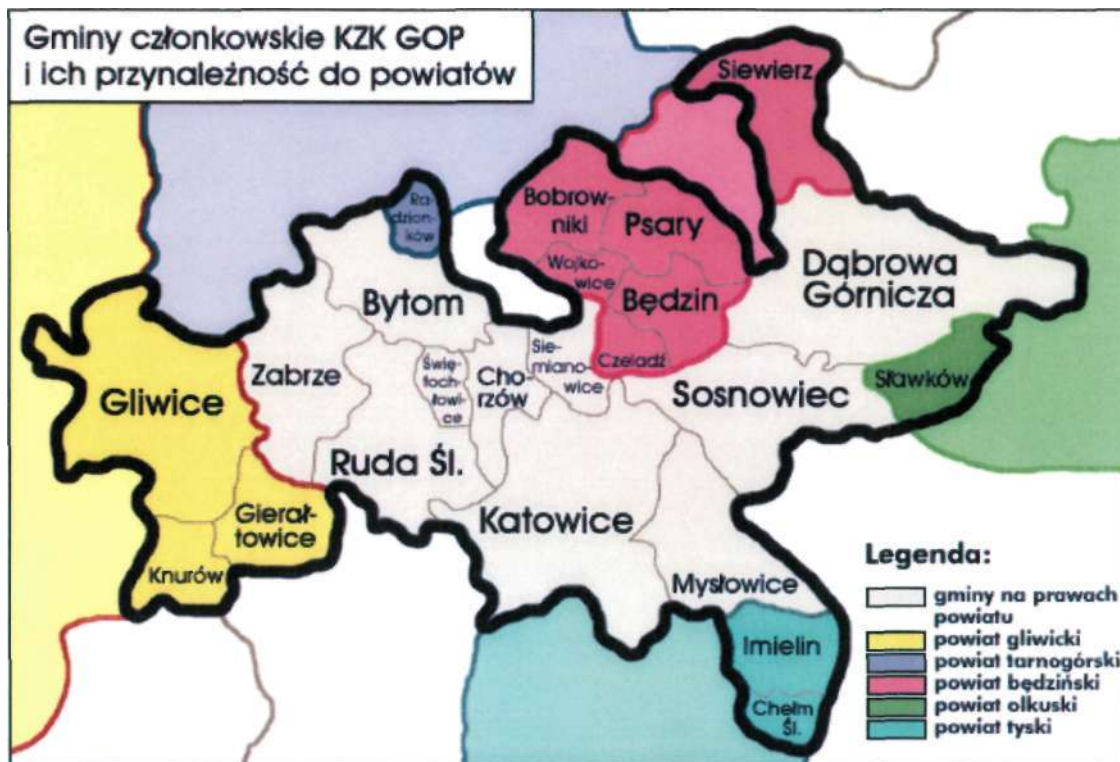 Gminy członkowskie KZK GOP
i ich przynależność do powiatów
Siewierz
Bobrow-
niki
Psary
Ra-
dzion-
ków
Wojko-
wice
Będzin
Dąbrowa
Górnicza
Bytom
Zabrze
Świę-
toch-
łowice
Cho-
rzów
Sie-
miano-
wice
Czeladź
Sławków
Gliwice
Sosnowiec
Ruda Śl.
Katowice
Gierał-
towice
Knurów
Mysłowice
Imielin
Chełm
Śl.
Legenda:
gminy na prawach
powiatu
powiat gliwicki
powiat tarnogórski
powiat będziński
powiat olkuski
powiat tyski